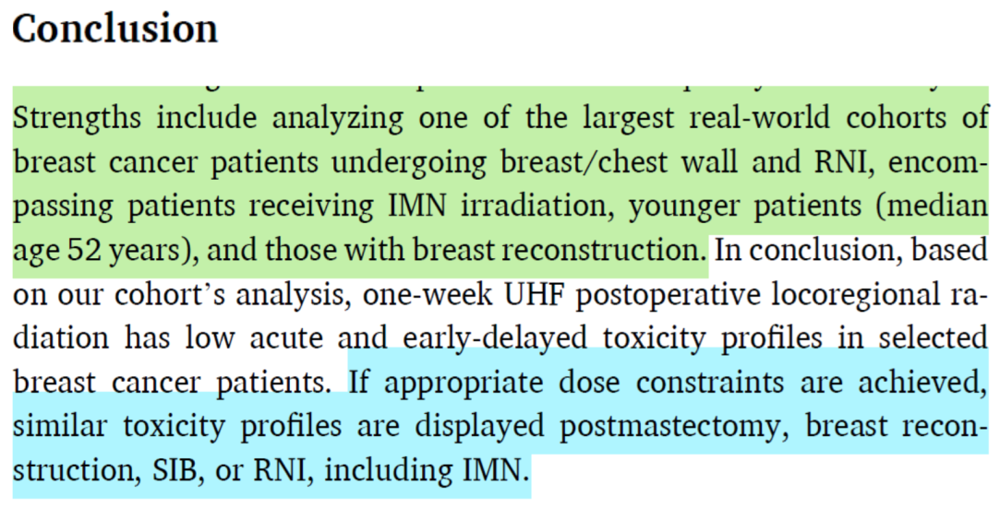 Conclusion
Strengths include analyzing one of the largest real-world cohorts of
breast cancer patients undergoing breast/chest wall and RNI, encom-
passing patients receiving IMN irradiation, younger patients (median
age 52 years), and those with breast reconstruction. In conclusion, based
on our cohort’s analysis, one-week UHF postoperative locoregional ra-
diation has low acute and early-delayed toxicity profiles in selected
breast cancer patients. If appropriate dose constraints are achieved,
similar toxicity profiles are displayed postmastectomy, breast recon-
struction, SIB, or RNI, including IMN.